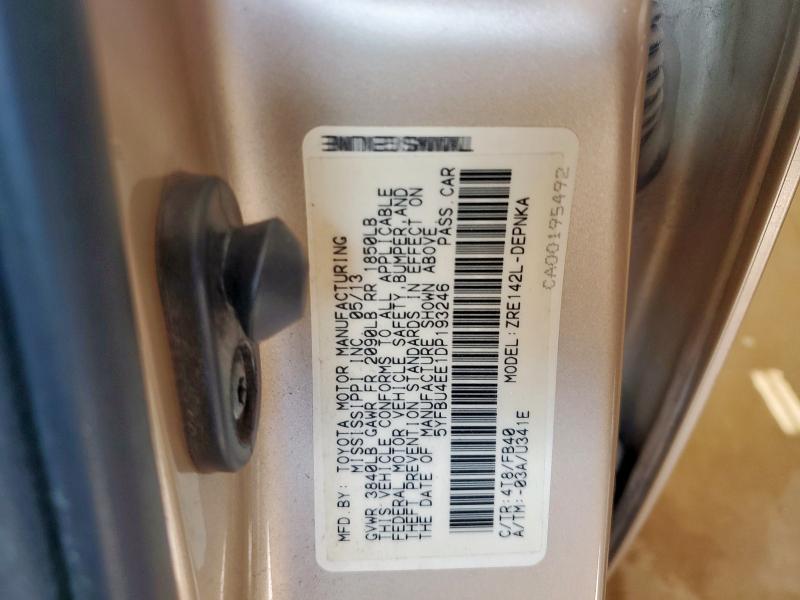 MFD.BY: TOYOTA MOTOR MANUFACTURING
MISSISSIPPI INC 05/13
GVWR 3840LB GAWR FR 2090LB RR 1850LB
THIS VEHICLE CONFORMS TO ALL APPLICABLE
FEDERAL MOTOR VEHICLE SAFETY, BUMPER, AND
THEFT PREVENTION STANDARDS IN EFFECT ON
THE DATE OF MANUFACTURE SHOWN ABOVE
5YFBU4EE1DP193246 PASS. CAR
C/TR:4T8/FB40 MODEL:ZRE142L-DEPNKA
A/TM:-03A/U341E
CA00195492